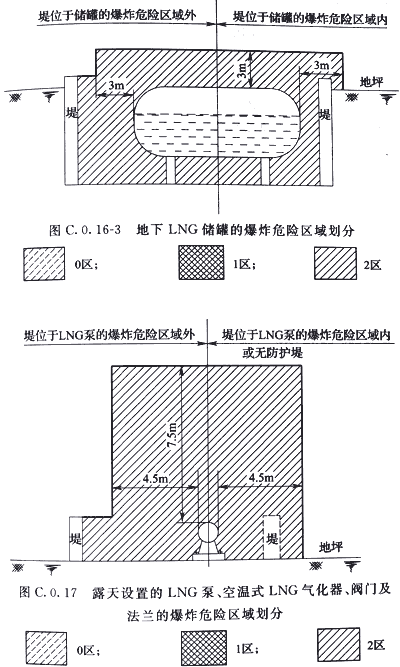 堤位于储罐的爆炸危险区域外 堤位于储罐的爆炸危险区域内
3m 3m 3m
地坪
堤 堤
图 C.0.16-3 地下 LNG 储罐的爆炸危险区域划分
0区; 1区; 2区
堤位于LNG泵的爆炸危险区域外 堤位于LNG泵的爆炸危险区域内
或无防护堤
7.5m
4.5m 4.5m
堤 堤 地坪
图 C.0.17 露天设置的 LNG 泵、空温式 LNG 气化器、阀门及
法兰的爆炸危险区域划分
0区; 1区; 2区